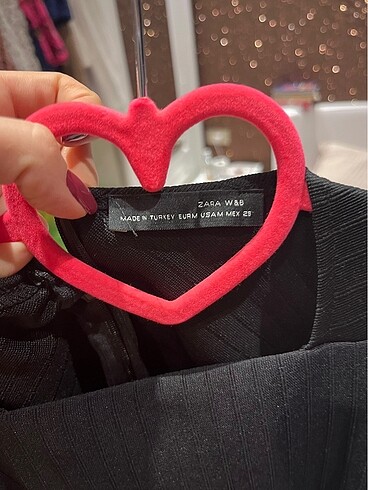 ZARA W&B
MADE IN TURKEY EUR M USA M MEX 28